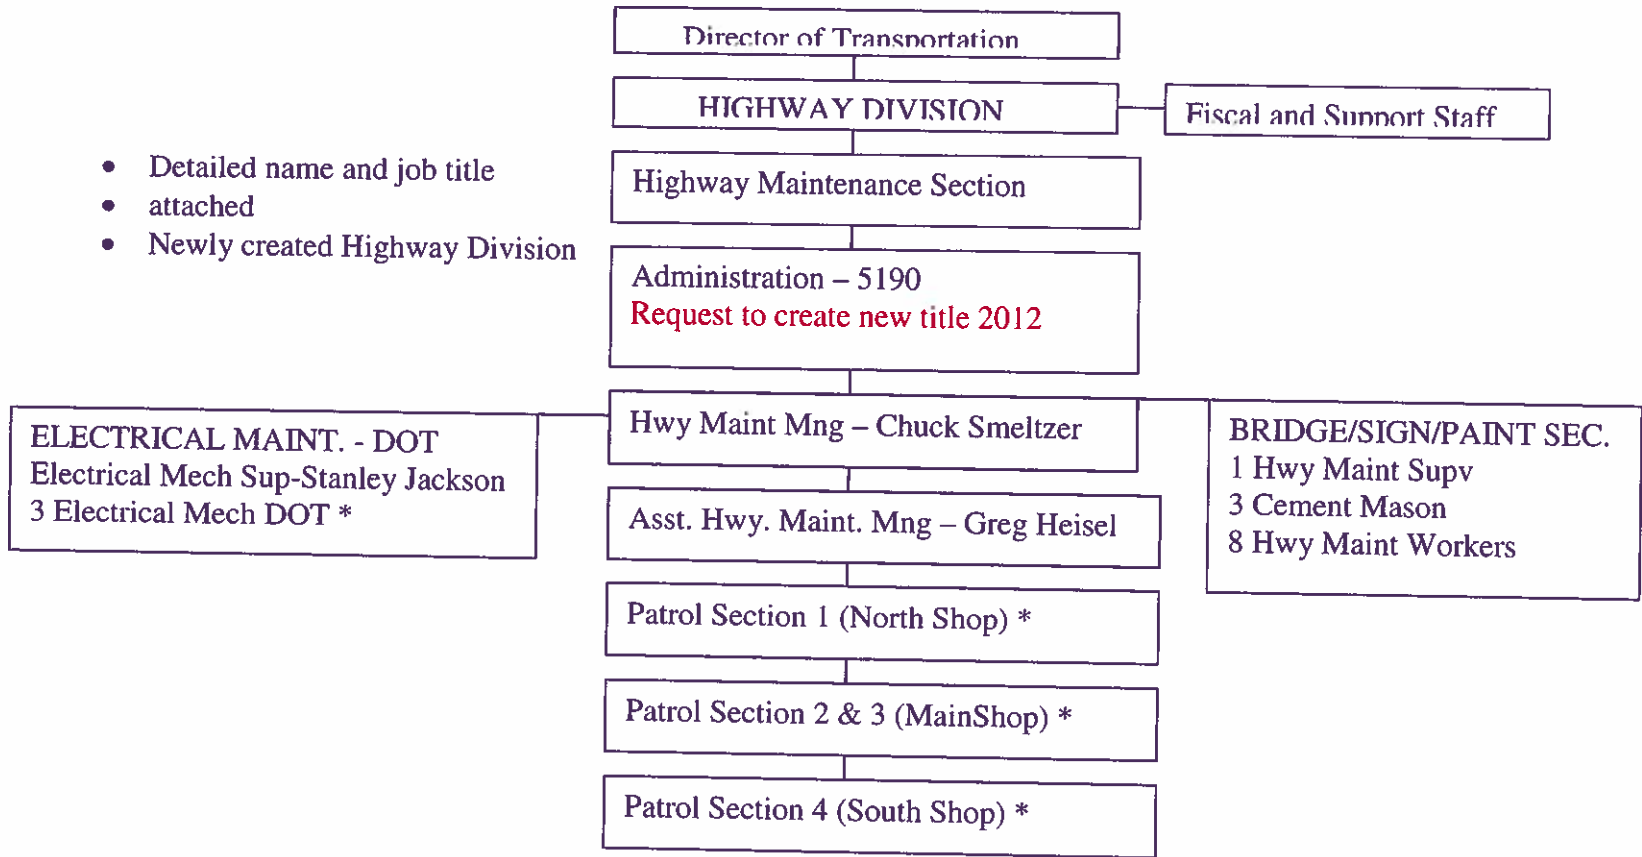 Director of Transportation
HIGHWAY DIVISION
Fiscal and Support Staff
• Detailed name and job title
• attached
• Newly created Highway Division
Highway Maintenance Section
Administration – 5190
Request to create new title 2012
Hwy Maint Mng – Chuck Smeltzer
ELECTRICAL MAINT. - DOT
Electrical Mech Sup-Stanley Jackson
3 Electrical Mech DOT *
BRIDGE/SIGN/PAINT SEC.
1 Hwy Maint Supv
3 Cement Mason
8 Hwy Maint Workers
Asst. Hwy. Maint. Mng – Greg Heisel
Patrol Section 1 (North Shop) *
Patrol Section 2 & 3 (MainShop) *
Patrol Section 4 (South Shop) *